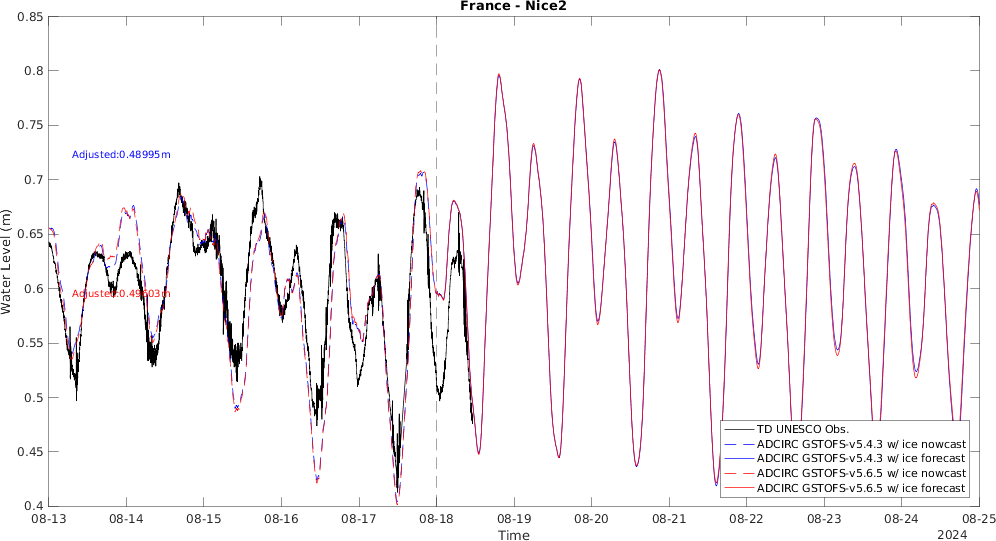 France - Nice2
0.85
0.8
0.75
0.7
0.65
0.6
0.55
0.5
0.45
0.4
Water Level (m)
Adjusted:0.48995m
Adjusted:0.49603m
TD UNESCO Obs.
ADCIRC GSTOFS-v5.4.3 w/ ice nowcast
ADCIRC GSTOFS-v5.4.3 w/ ice forecast
ADCIRC GSTOFS-v5.6.5 w/ ice nowcast
ADCIRC GSTOFS-v5.6.5 w/ ice forecast
08-13 08-14 08-15 08-16 08-17 08-18 08-19 08-20 08-21 08-22 08-23 08-24 08-25
Time
2024